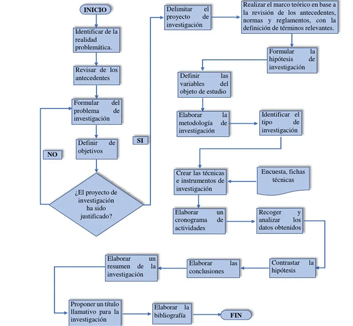 INICIO
Identificar de la
realidad
problemática.
Revisar de los
antecedentes
Formular del
problema de
investigación
Definir de
objetivos
NO
SI
¿El proyecto de
investigación
ha sido
justificado?
Delimitar el
proyecto de
investigación
Realizar el marco teórico en base a
la revisión de los antecedentes,
normas y reglamentos, con la
definición de términos relevantes.
Formular la
hipótesis de
investigación
Definir las
variables del
objeto de estudio
Elaborar la
metodología de
investigación
Identificar el
tipo de
investigación
Crear las técnicas
e instrumentos de
investigación
Encuesta, fichas
técnicas
Elaborar un
cronograma de
actividades
Recoger y
analizar los
datos obtenidos
Contrastar la
hipótesis
Elaborar las
conclusiones
Elaborar un
resumen de la
investigación
Proponer un título
llamativo para la
investigación
Elaborar la
bibliografía
FIN